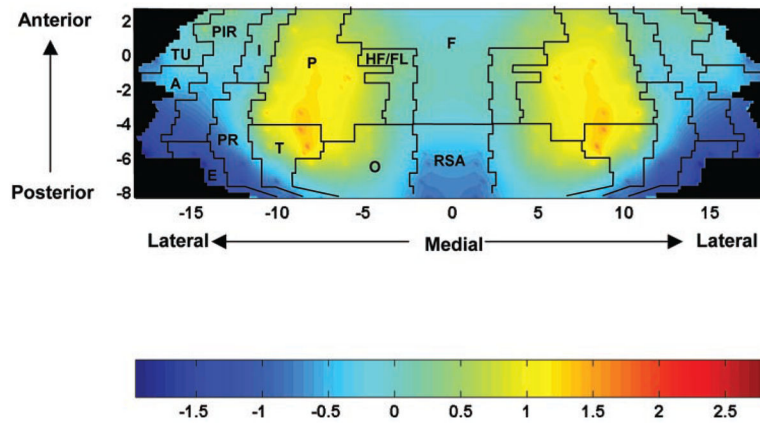 Anterior
Posterior
2
0
-2
-4
-6
-8
PIR
TU
I
A
P
HF/FL
F
PR
T
E
O
RSA
-15 -10 -5 0 5 10 15
Lateral Medial Lateral
-1.5 -1 -0.5 0 0.5 1 1.5 2 2.5